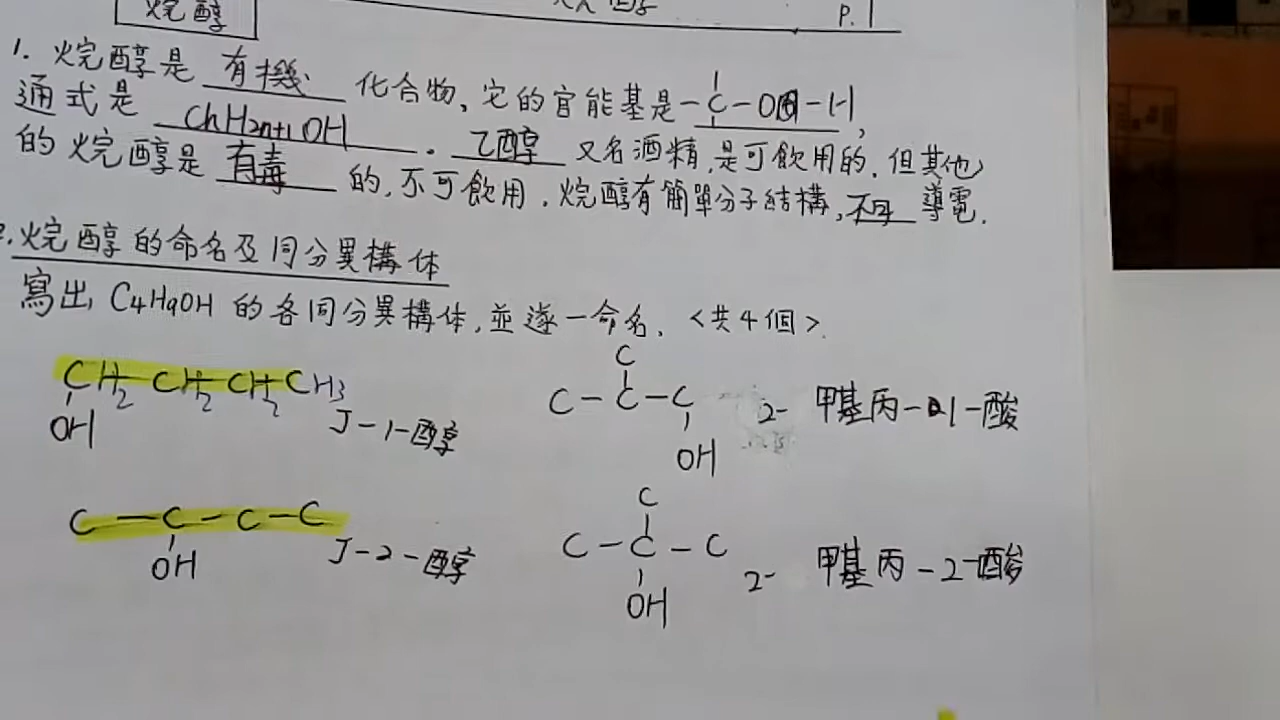 烷醇
P.1
1. 烷醇是 有機 化合物,它的官能基是 -C-O-H,
通式是 CnH2n+1OH . 乙醇 又名酒精,是可飲用的.但其他
的烷醇是 有毒 的,不可飲用.烷醇有簡單分子結構, 導電.
2.烷醇的命名及同分異構体
寫出 C4H9OH 的各同分異構体,並逐一命名. <共4個>.
CH2-CH2-CH2-CH3
OH
丁-1-醇
C
C-C-C
OH
2-甲基丙-1-酸
C-C-C-C
OH
丁-2-醇
C
C-C-C
OH
2-甲基丙-2-酸